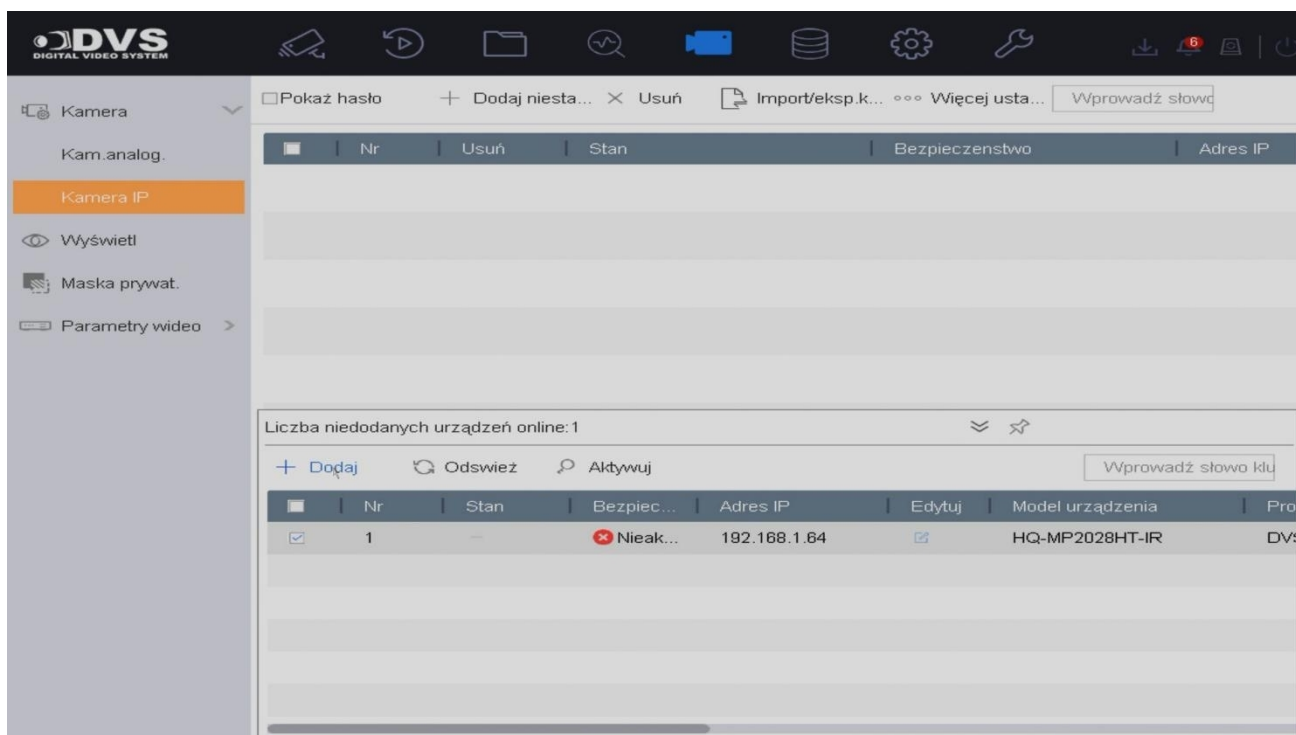 DVS
DIGITAL VIDEO SYSTEM
6
Kamera
Kam.analog.
Kamera IP
Wyświetl
Maska prywat.
Parametry wideo
Pokaż hasło + Dodaj niesta... Usuń Import/eksp.k... Więcej usta... Wprowadź słowo
Nr Usuń Stan Bezpieczenstwo Adres IP
Liczba niedodanych urządzeń online:1
+ Dodaj Odswież Aktywuj Wprowadź słowo klu
Nr Stan Bezpiec... Adres IP Edytuj Model urządzenia Pro
1 — Nieak... 192.168.1.64 HQ-MP2028HT-IR DVS